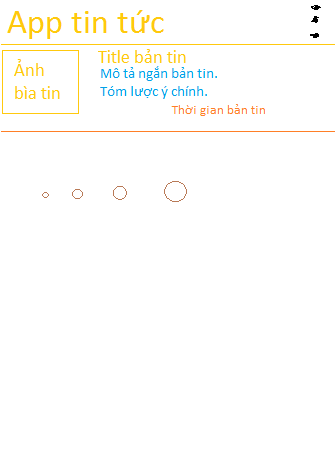 App tin tức
Ảnh
bìa tin
Title bản tin
Mô tả ngắn bản tin.
Tóm lược ý chính.
Thời gian bản tin